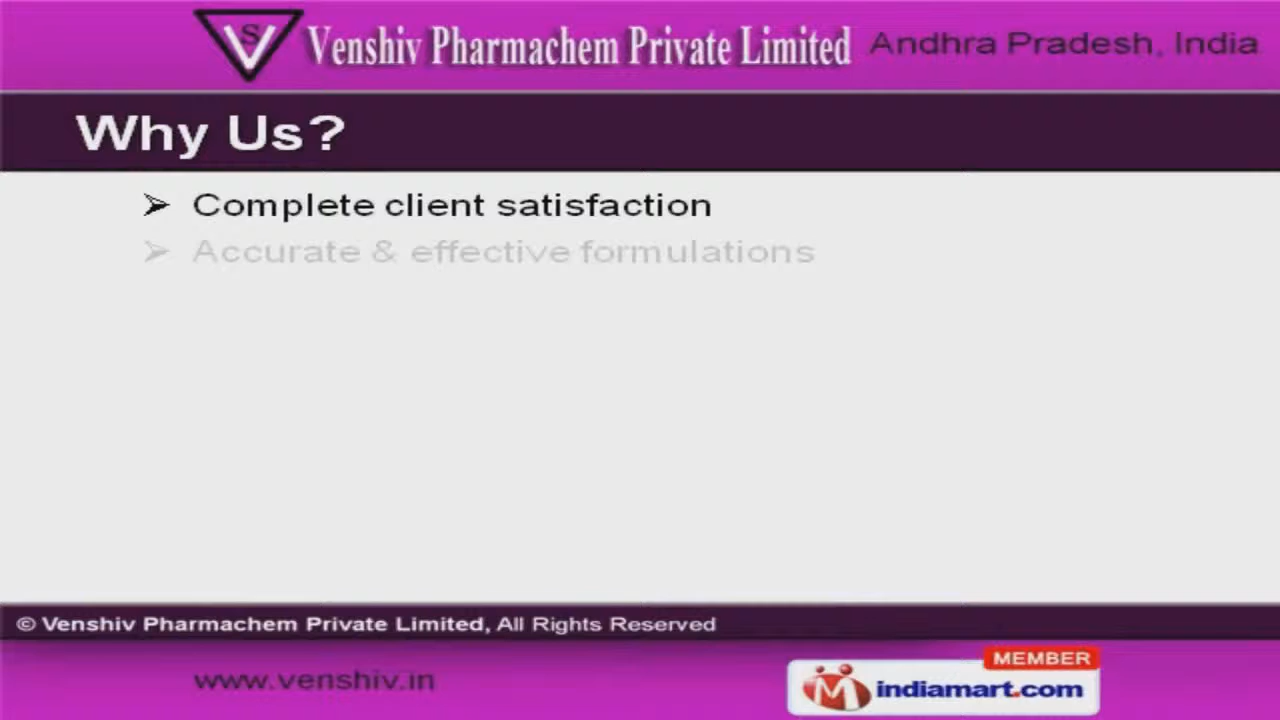 VS
Venshiv Pharmachem Private Limited
Andhra Pradesh, India
Why Us?
➢ Complete client satisfaction
➢ Accurate & effective formulations
© Venshiv Pharmachem Private Limited, All Rights Reserved
www.venshiv.in
MEMBER
indiamart.com